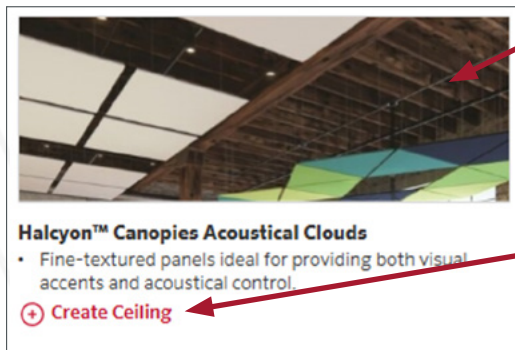 Halcyon™ Canopies Acoustical Clouds
• Fine-textured panels ideal for providing both visual
accents and acoustical control.
+ Create Ceiling